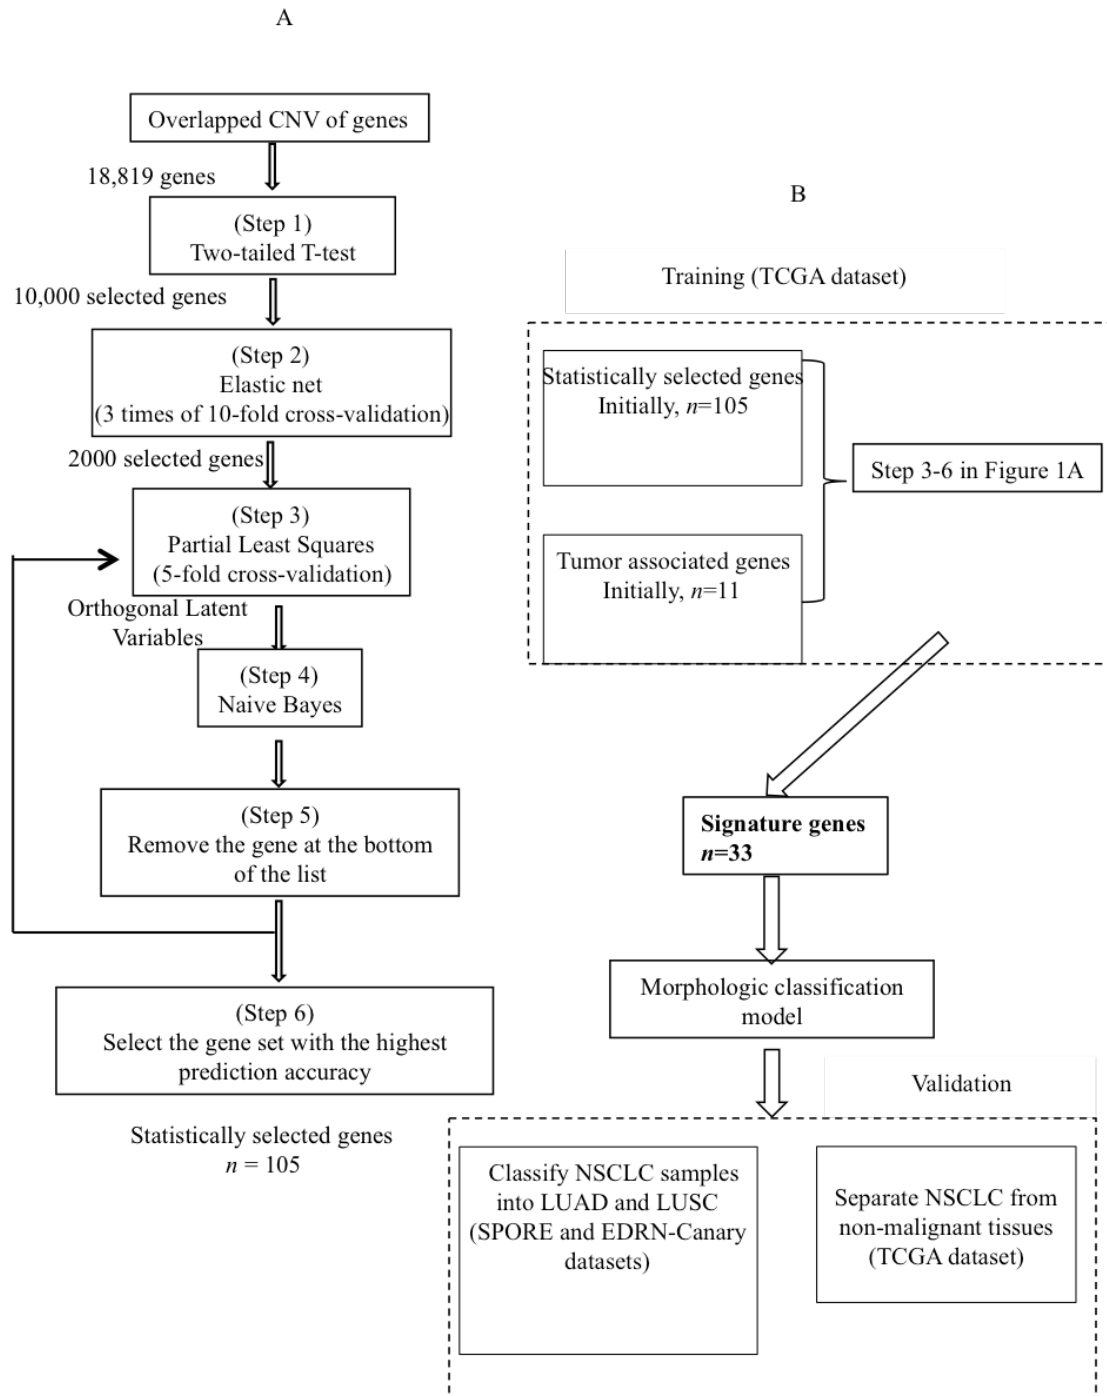 A
Overlapped CNV of genes
18,819 genes
(Step 1)
Two-tailed T-test
10,000 selected genes
(Step 2)
Elastic net
(3 times of 10-fold cross-validation)
2000 selected genes
(Step 3)
Partial Least Squares
(5-fold cross-validation)
Orthogonal Latent
Variables
(Step 4)
Naive Bayes
(Step 5)
Remove the gene at the bottom
of the list
(Step 6)
Select the gene set with the highest
prediction accuracy
Statistically selected genes
n = 105
B
Training (TCGA dataset)
Statistically selected genes
Initially, n=105
Step 3-6 in Figure 1A
Tumor associated genes
Initially, n=11
Signature genes
n=33
Morphologic classification
model
Validation
Classify NSCLC samples
into LUAD and LUSC
(SPORE and EDRN-Canary
datasets)
Separate NSCLC from
non-malignant tissues
(TCGA dataset)